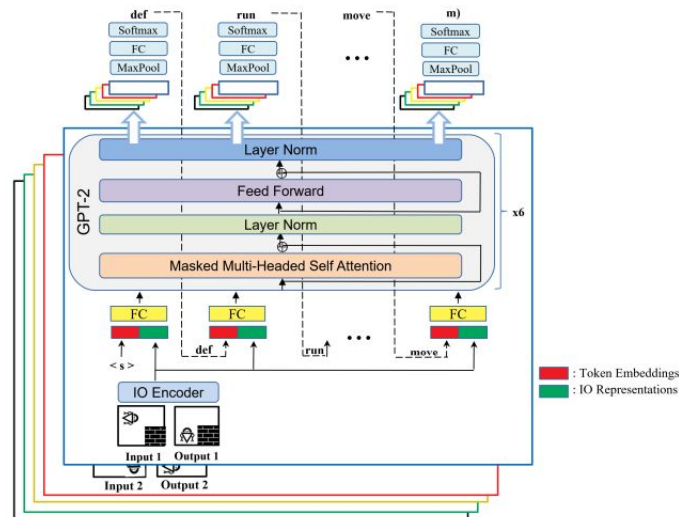 def run move m)
Softmax Softmax Softmax
FC FC FC
MaxPool MaxPool ... MaxPool
Layer Norm
Feed Forward
GPT-2
x6
Layer Norm
Masked Multi-Headed Self Attention
FC FC FC
def run ... move
< s >
IO Encoder
: Token Embeddings
: IO Representations
Input 1 Output 1
Input 2 Output 2